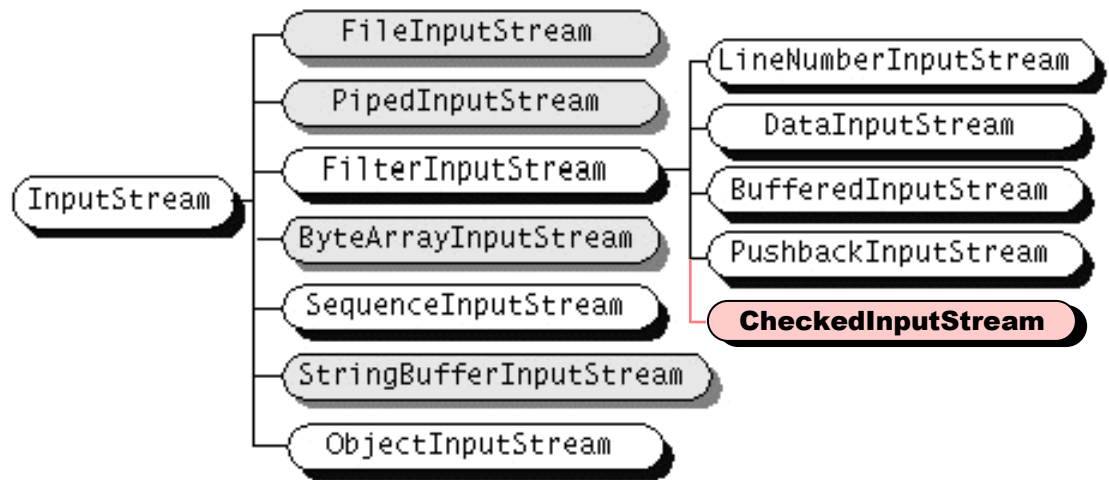 InputStream
FileInputStream
PipedInputStream
FilterInputStream
ByteArrayInputStream
SequenceInputStream
StringBufferInputStream
ObjectInputStream
LineNumberInputStream
DataInputStream
BufferedInputStream
PushbackInputStream
CheckedInputStream